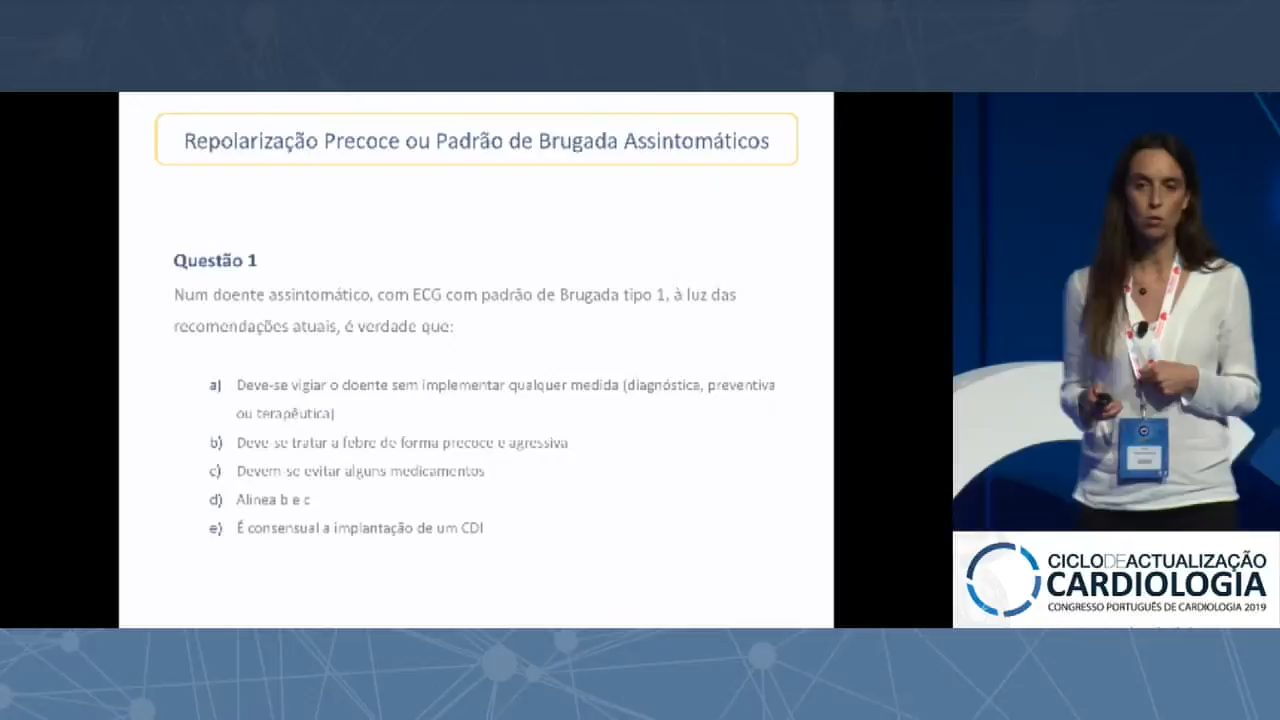 Repolarização Precoce ou Padrão de Brugada Assintomáticos
Questão 1
Num doente assintomático, com ECG com padrão de Brugada tipo 1, à luz das
recomendações atuais, é verdade que:
a) Deve-se vigiar o doente sem implementar qualquer medida (diagnóstica, preventiva
ou terapêutica)
b) Deve-se tratar a febre de forma precoce e agressiva
c) Devem-se evitar alguns medicamentos
d) Alinea b e c
e) É consensual a implantação de um CDI
CICLODEACTUALIZAÇÃO
CARDIOLOGIA
CONGRESSO PORTUGUÊS DE CARDIOLOGIA 2019